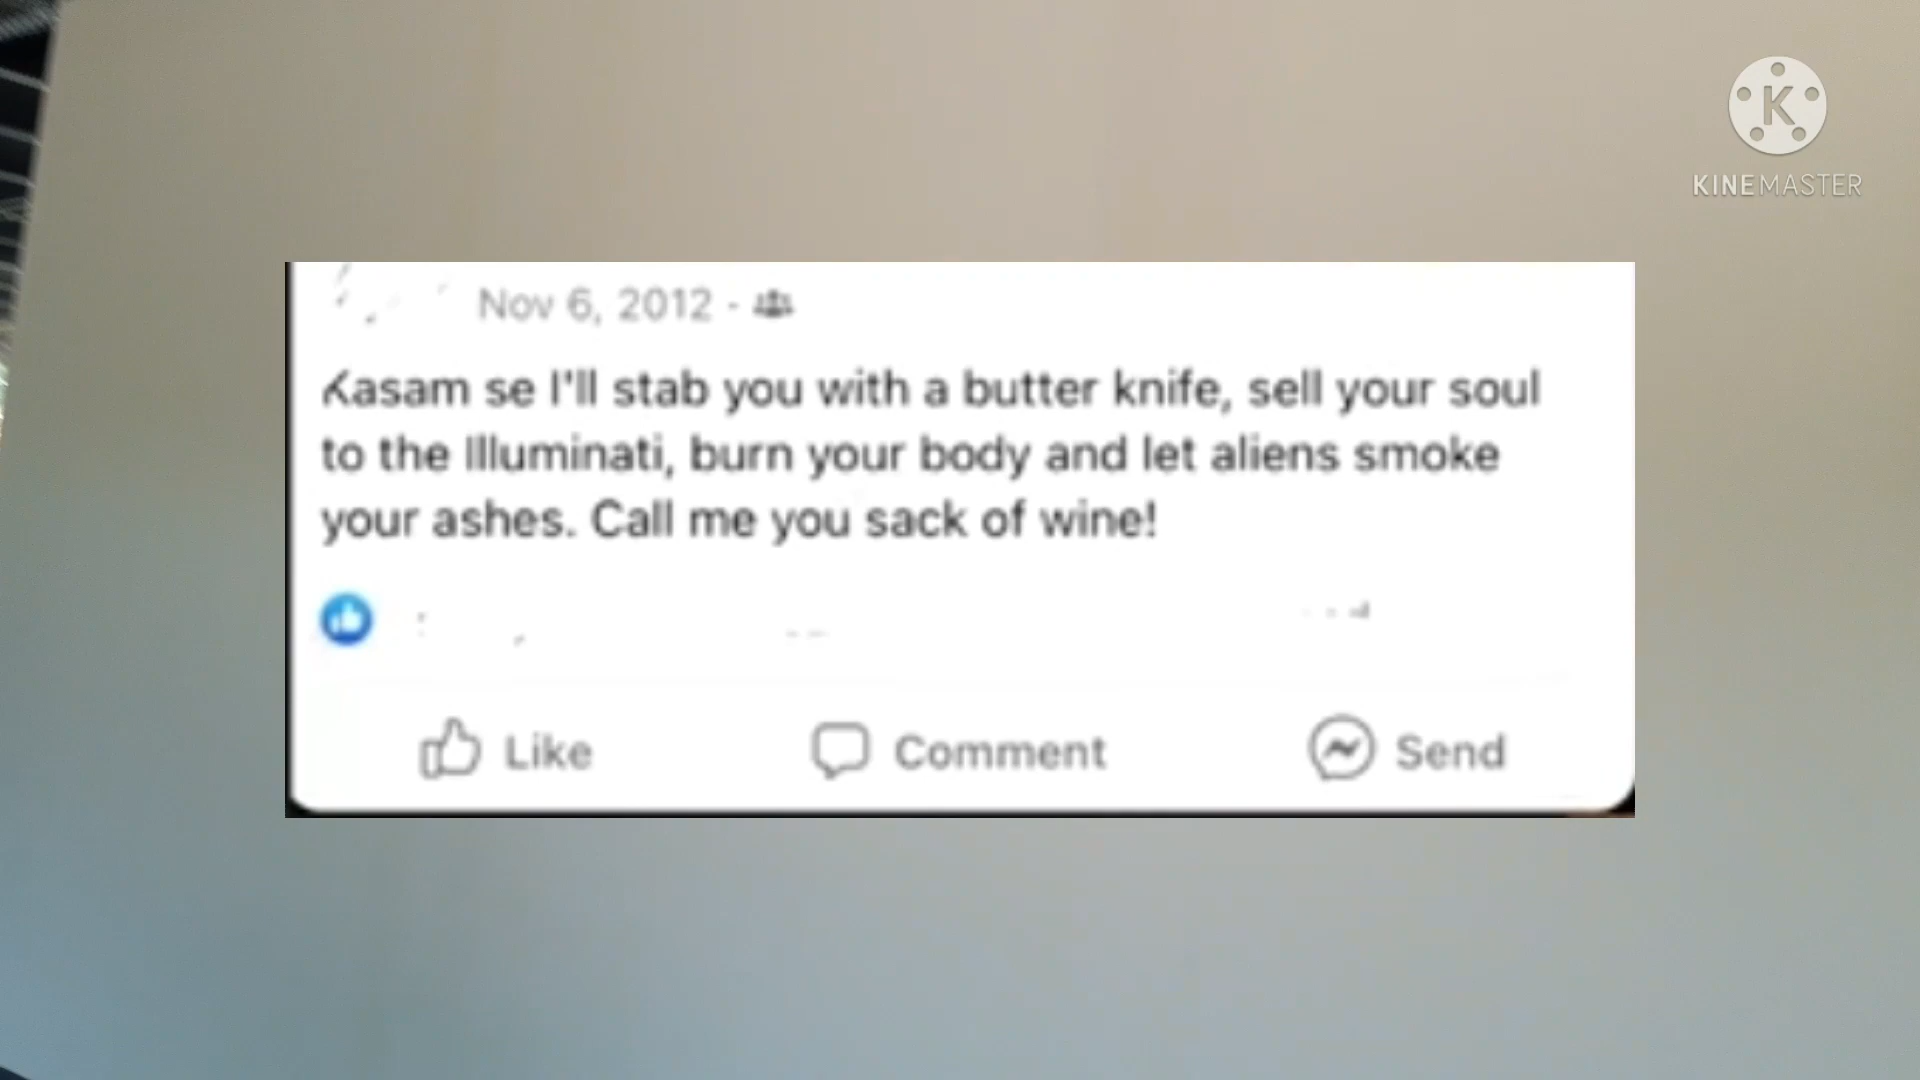 KINEMASTER
Nov 6, 2012 ·
Kasam se I'll stab you with a butter knife, sell your soul
to the Illuminati, burn your body and let aliens smoke
your ashes. Call me you sack of wine!
Like Comment Send